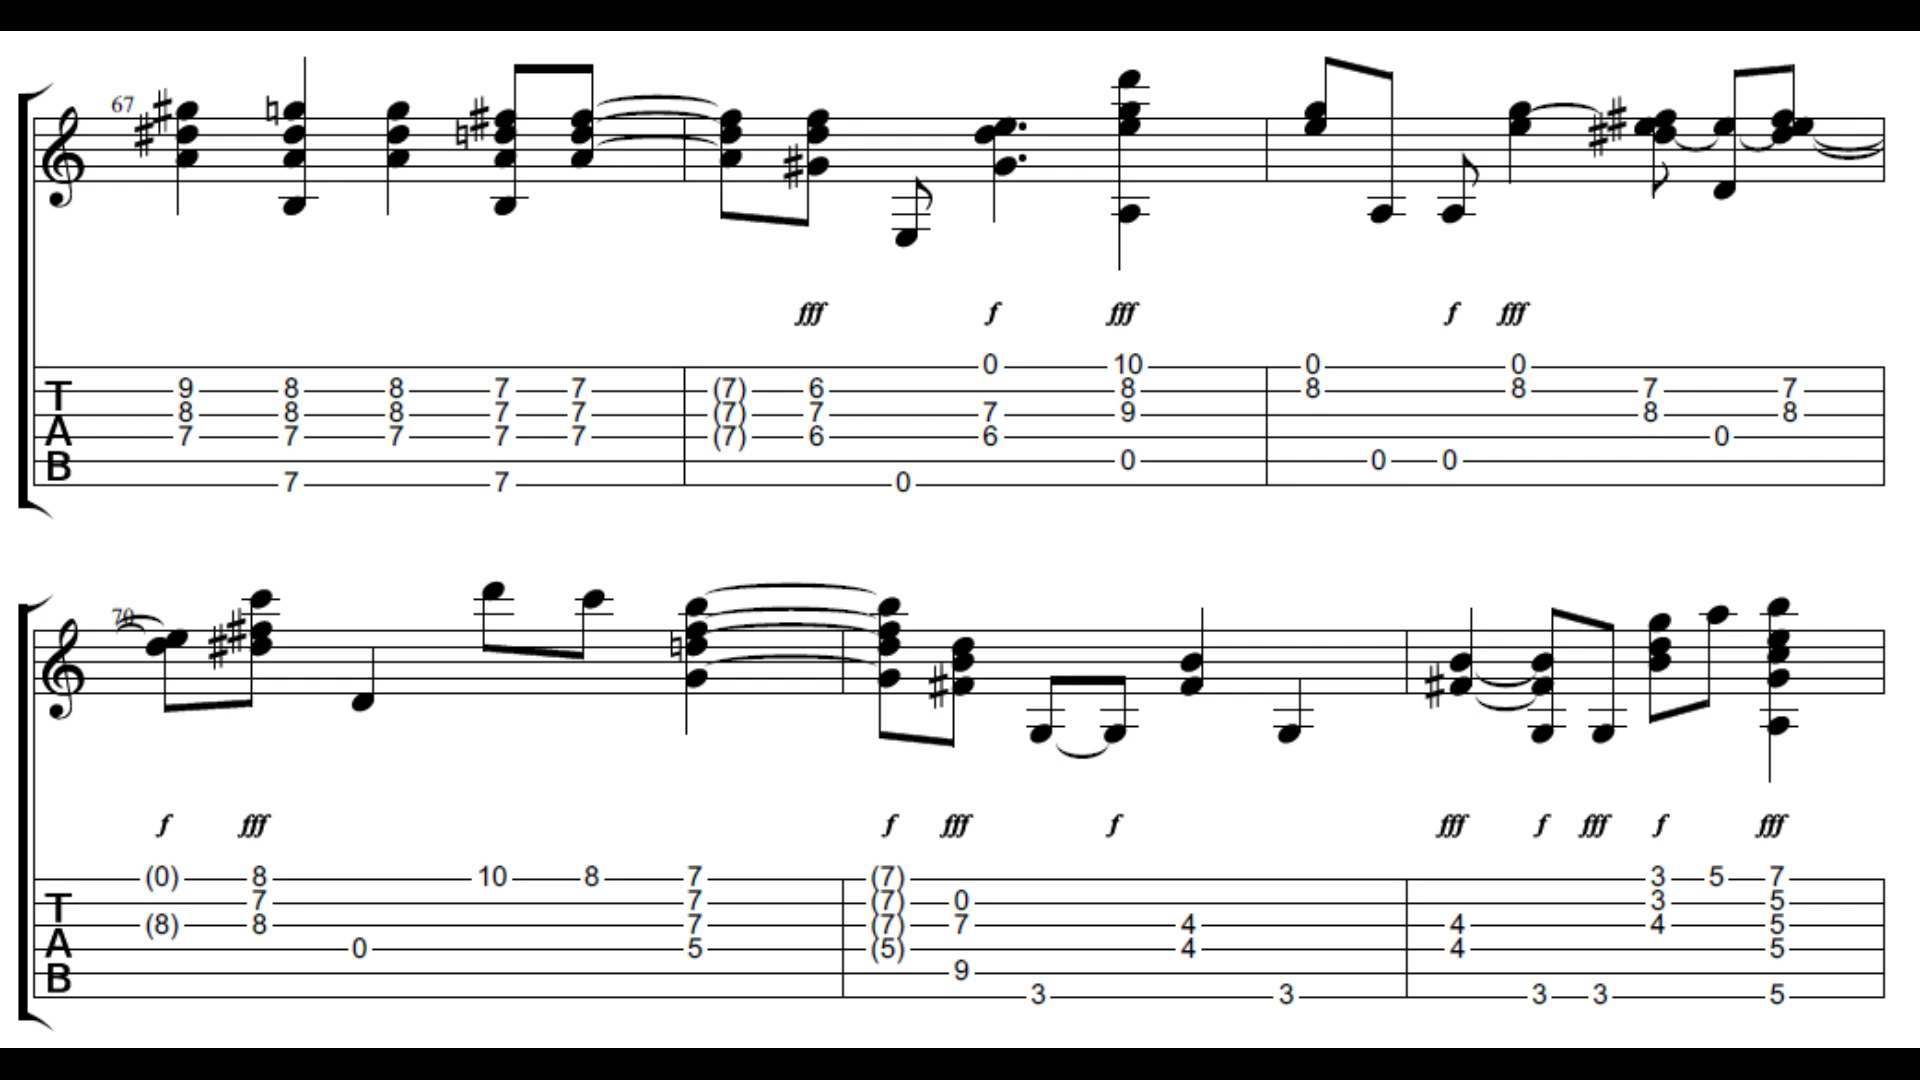 67
fff f fff f fff
0 10 0 0
T 9 8 8 7 7 (7) 6 8 8 8 7 7
8 8 8 7 7 (7) 7 7 9 8 8
A 7 7 7 7 7 (7) 6 6 0
B 0 0 0
7 7 0
70
f fff f fff f fff f fff f fff
(0) 8 10 8 7 (7) 3 5 7
T 7 7 (7) 0 3 5
(8) 8 7 (7) 7 4 4 4 5
A 0 5 (5) 4 4 5
B 9
3 3 3 3 5